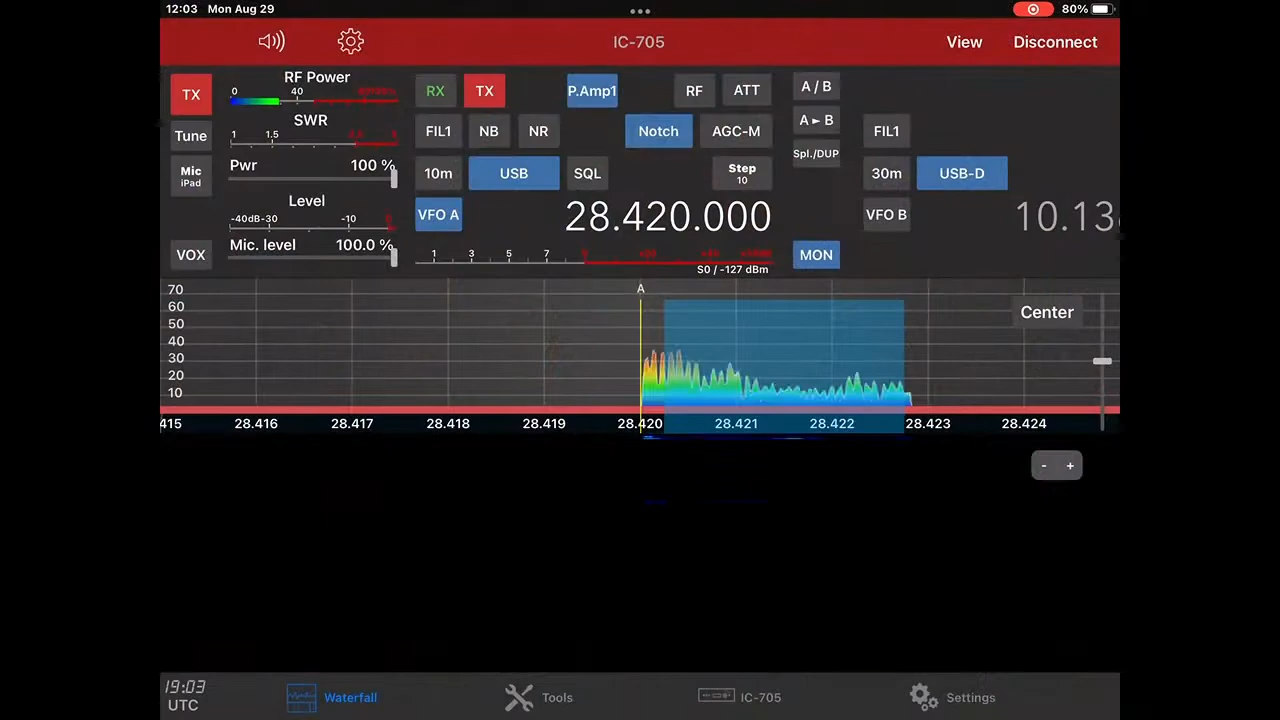 12:03 Mon Aug 29
80%
IC-705
View
Disconnect
TX
RF Power
0 40
Tune
SWR
1 1.5
Mic
iPad
Pwr 100 %
Level
-40dB -30 -10 0
VOX
Mic. level 100.0 %
RX
TX
P.Amp1
RF
ATT
A / B
FIL1
NB
NR
Notch
AGC-M
A ► B
FIL1
10m
USB
SQL
Step
10
Spl./DUP
30m
USB-D
VFO A
28.420.000
VFO B
10.13
1 3 5 7 9
S0 / -127 dBm
MON
A
70
60
50
40
30
20
10
Center
415 28.416 28.417 28.418 28.419 28.420 28.421 28.422 28.423 28.424
- +
19:03
UTC
Waterfall
Tools
IC-705
Settings